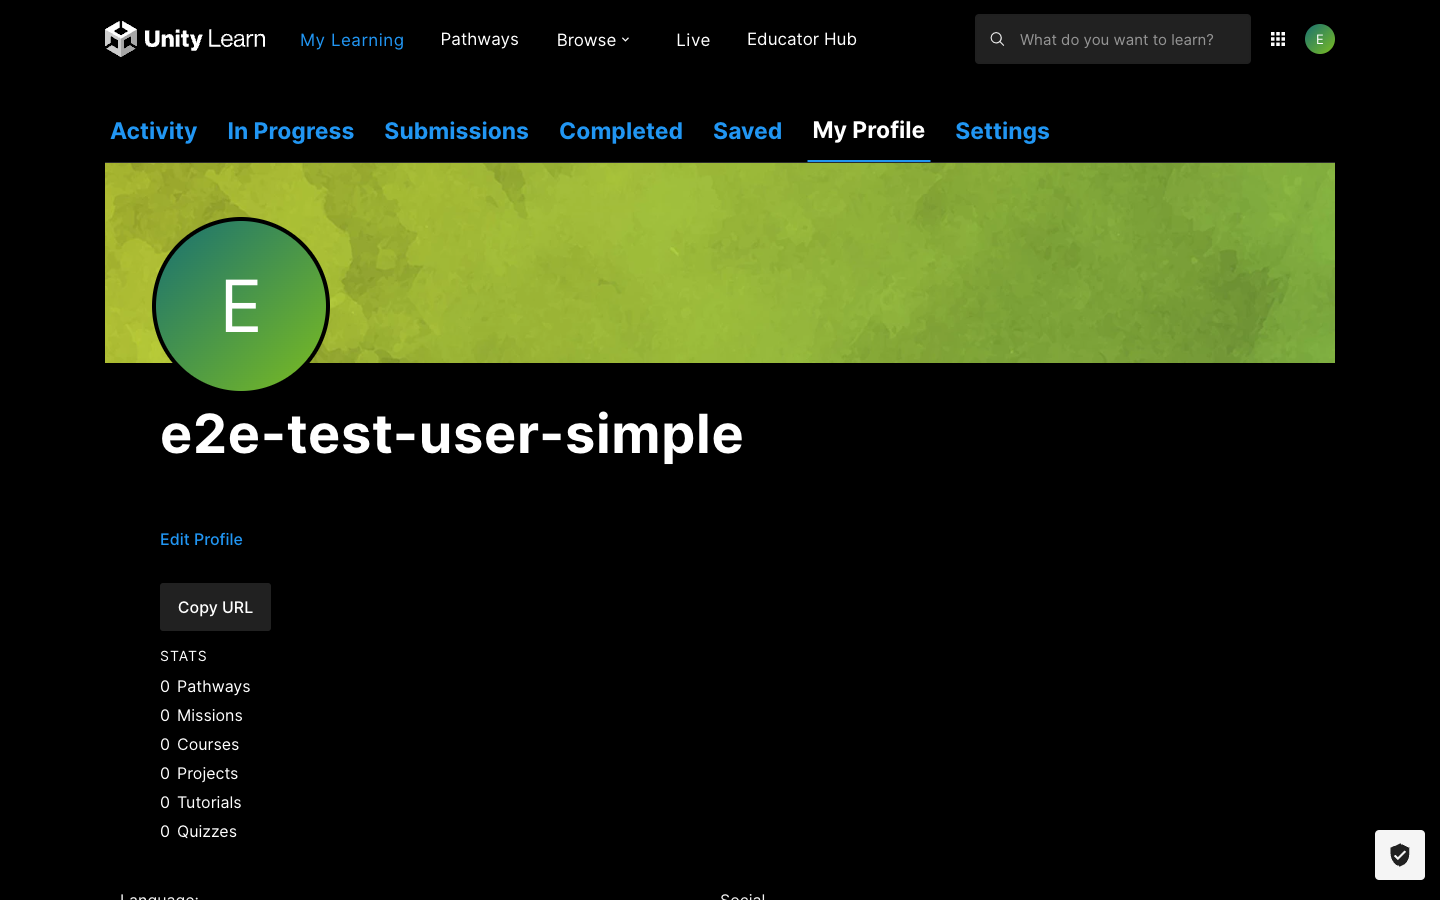 Unity Learn My Learning Pathways Browse Live Educator Hub What do you want to learn? E
Activity In Progress Submissions Completed Saved My Profile Settings
E
e2e-test-user-simple
Edit Profile
Copy URL
STATS
0 Pathways
0 Missions
0 Courses
0 Projects
0 Tutorials
0 Quizzes
Language: Social